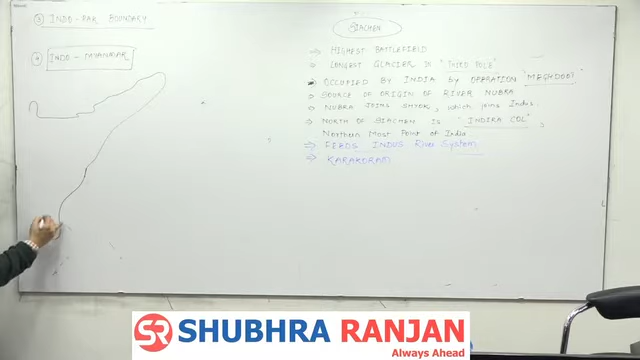 ③ INDO-PAK BOUNDARY
④ INDO-MYANMAR
SIACHEN
⇒ HIGHEST BATTLEFIELD
LONGEST GLACIER IN "THIRD POLE"
OCCUPIED BY INDIA BY OPERATION "MEGHDOOT"
SOURCE OF ORIGIN OF RIVER NUBRA
NUBRA JOINS SHYOK, which joins Indus.
⇒ NORTH OF SIACHEN IS "INDIRA COL",
Northern Most Point of India
⇒ FEEDS INDUS River System
⇒ KARAKORAM
SR SHUBHRA RANJAN
Always Ahead